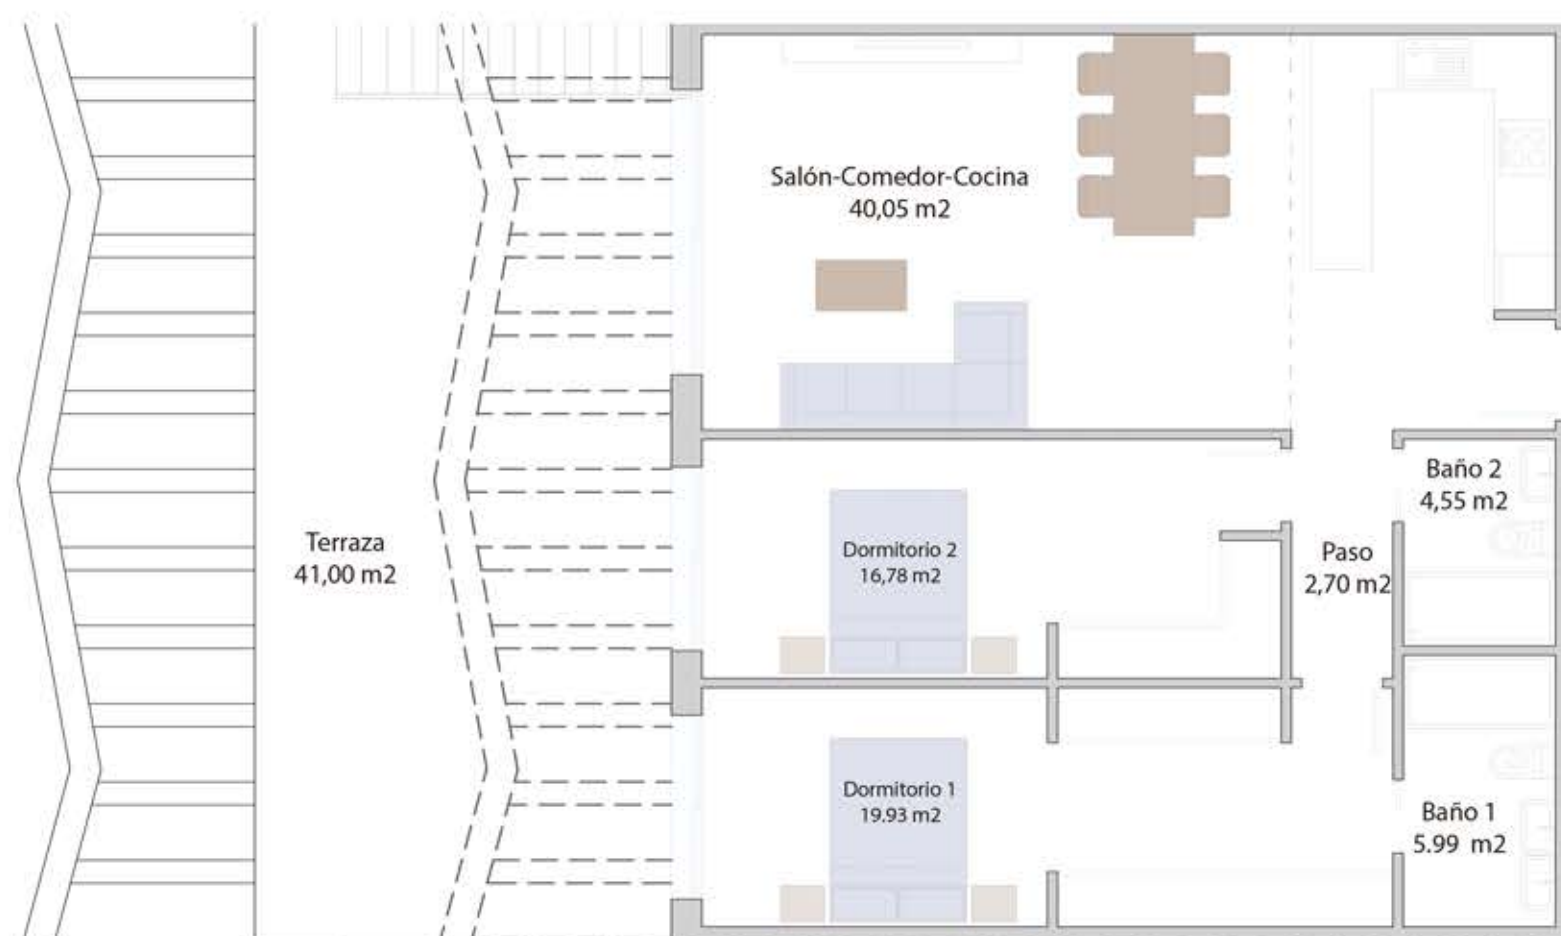 Salón-Comedor-Cocina
40,05 m2
Baño 2
4,55 m2
Terraza
41,00 m2
Dormitorio 2
16,78 m2
Paso
2,70 m2
Dormitorio 1
19.93 m2
Baño 1
5.99 m2